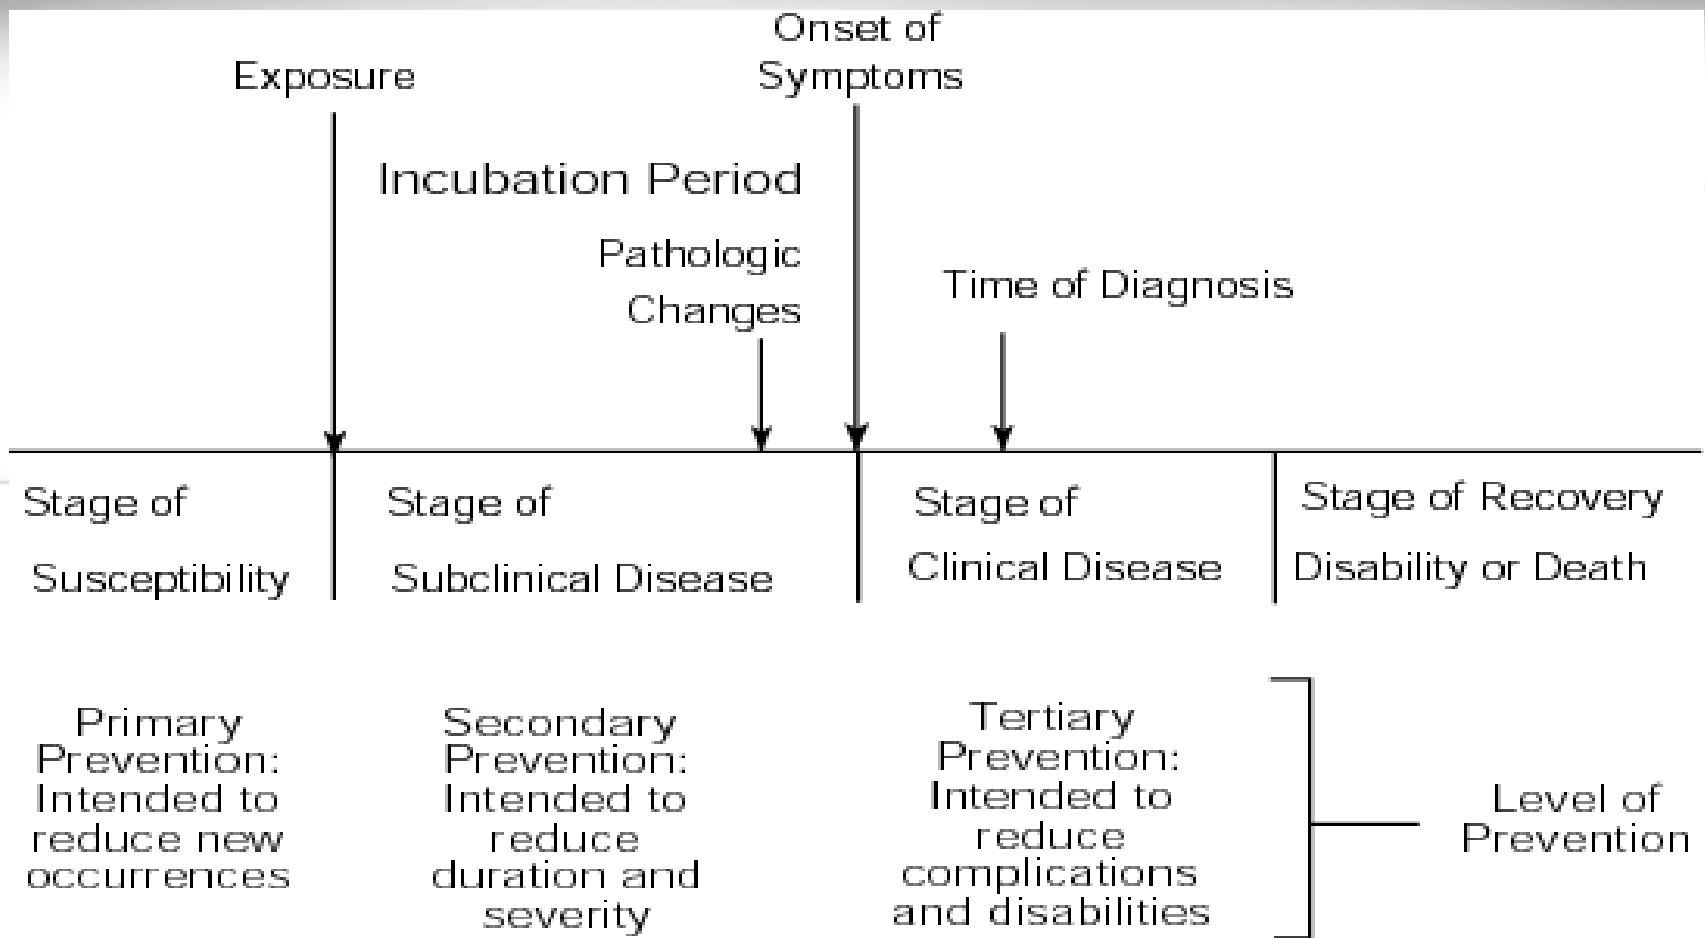 Onset of
Symptoms
Exposure
Incubation Period
Pathologic
Changes
Time of Diagnosis
Stage of
Susceptibility
Stage of
Subclinical Disease
Stage of
Clinical Disease
Stage of Recovery
Disability or Death
Primary
Prevention:
Intended to
reduce new
occurrences
Secondary
Prevention:
Intended to
reduce
duration and
severity
Tertiary
Prevention:
Intended to
reduce
complications
and disabilities
Level of
Prevention